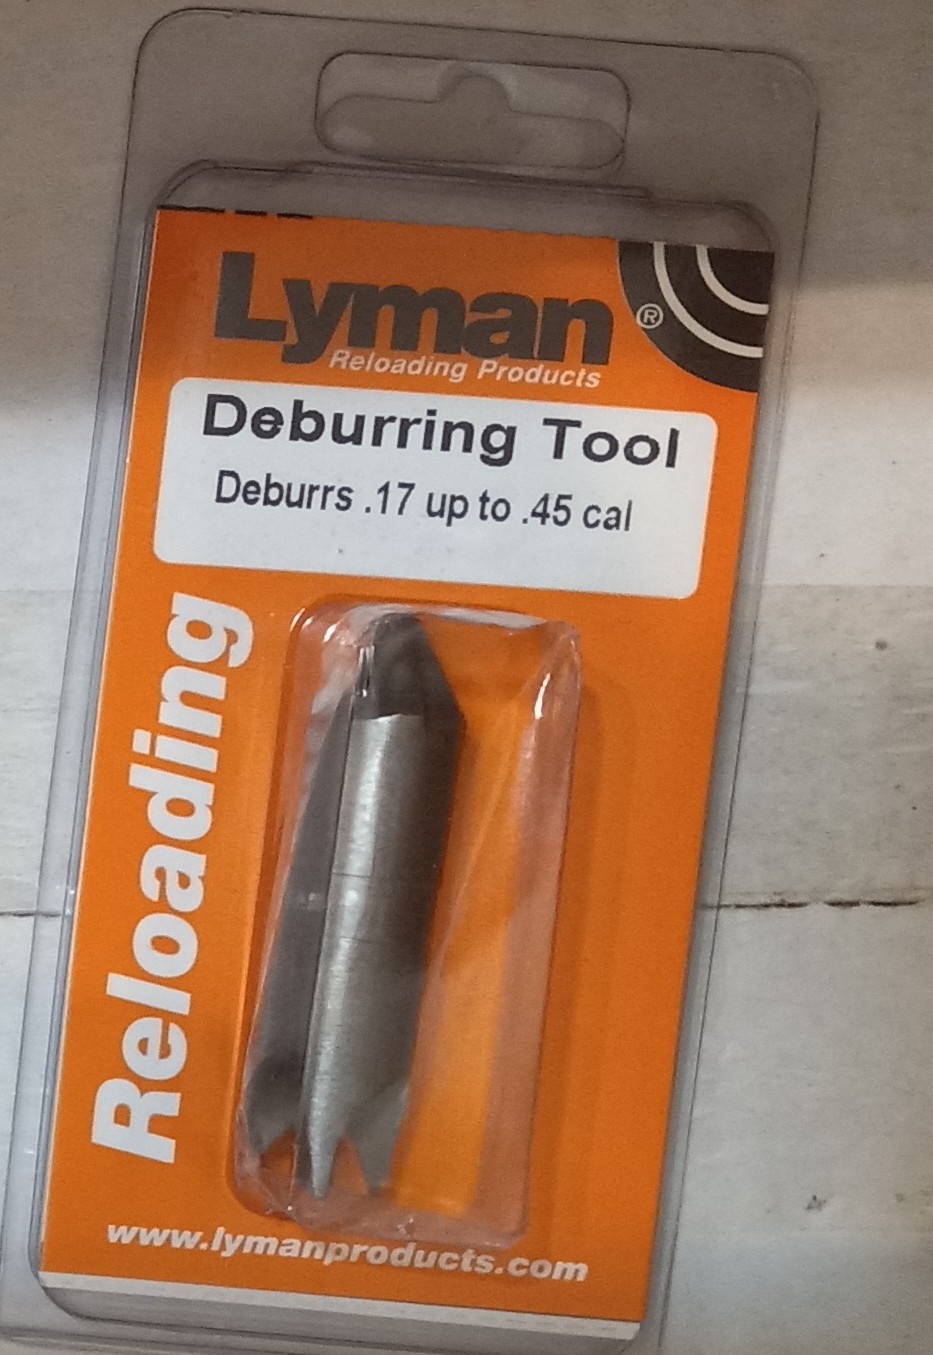 Lyman®
Reloading Products
Deburring Tool
Deburrs .17 up to .45 cal
Reloading
www.lymanproducts.com